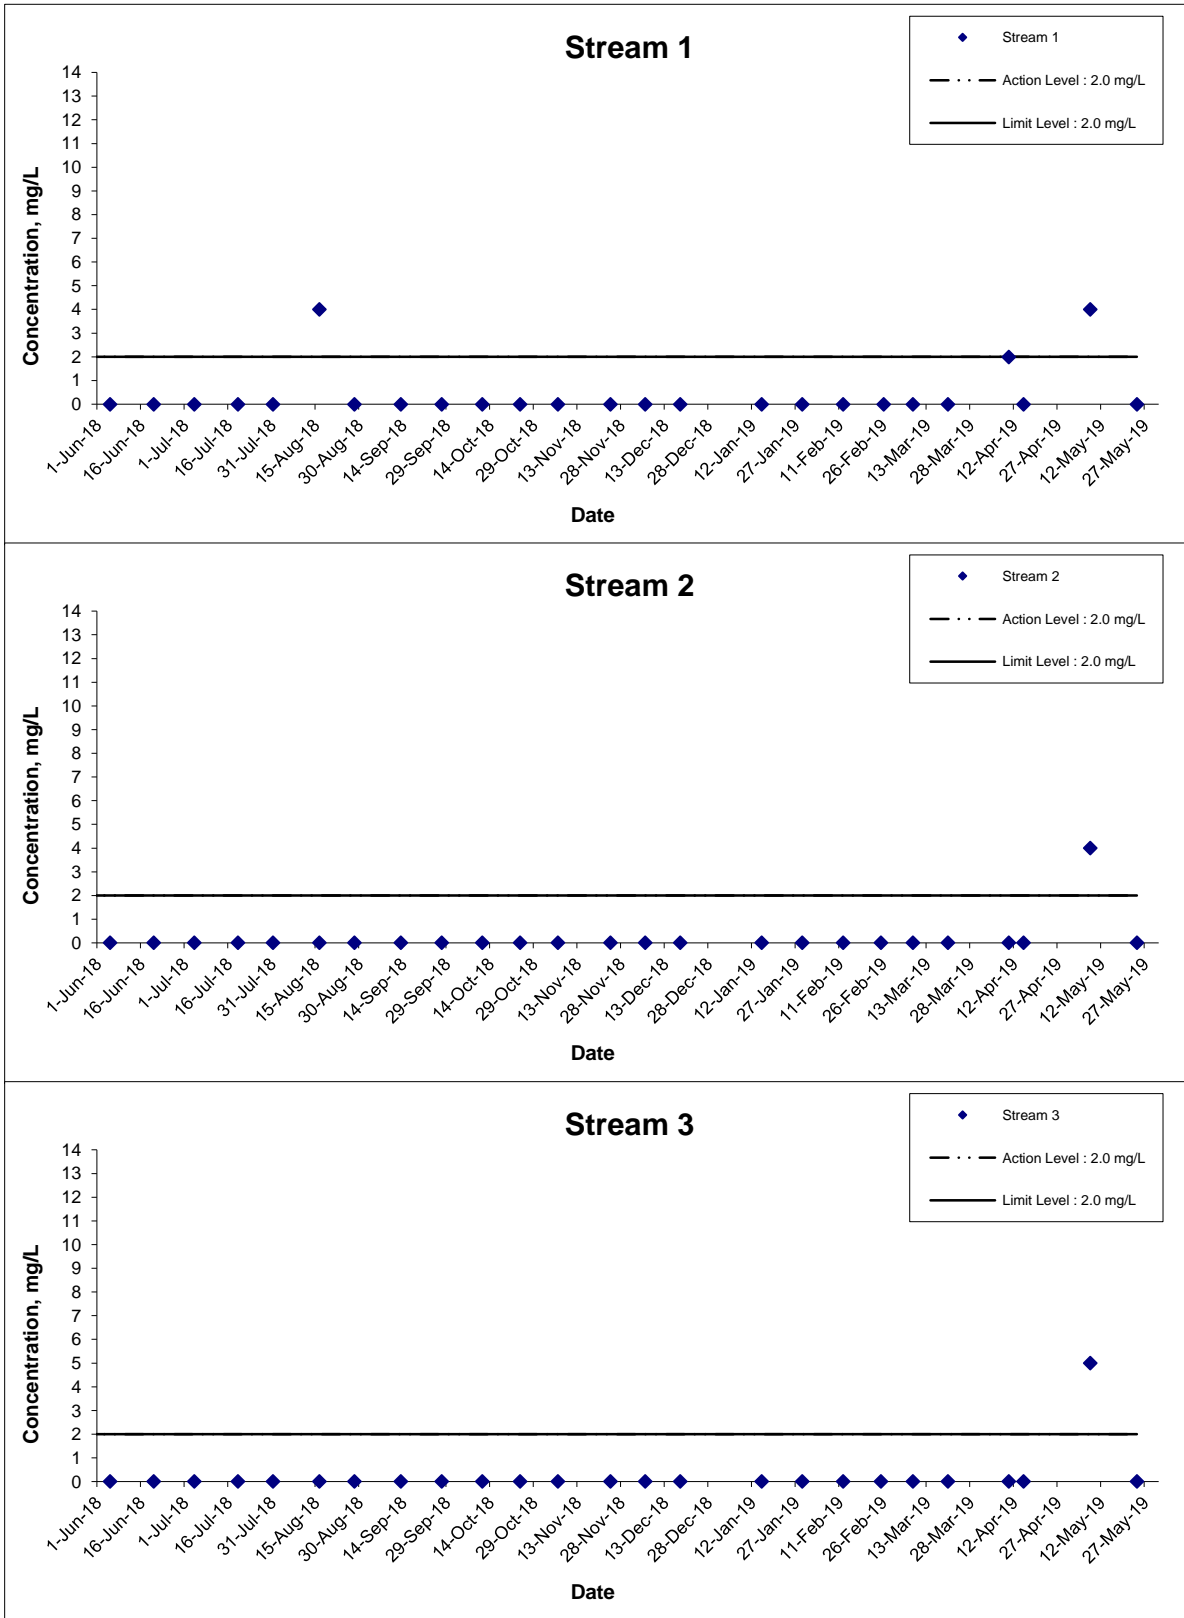 Stream 1
Stream 1
Action Level : 2.0 mg/L
Limit Level : 2.0 mg/L
Concentration, mg/L
14
13
12
11
10
9
8
7
6
5
4
3
2
1
0
1-Jun-18
16-Jun-18
1-Jul-18
16-Jul-18
31-Jul-18
15-Aug-18
30-Aug-18
14-Sep-18
29-Sep-18
14-Oct-18
29-Oct-18
13-Nov-18
28-Nov-18
13-Dec-18
28-Dec-18
12-Jan-19
27-Jan-19
11-Feb-19
26-Feb-19
13-Mar-19
28-Mar-19
12-Apr-19
27-Apr-19
12-May-19
27-May-19
Date
Stream 2
Stream 2
Action Level : 2.0 mg/L
Limit Level : 2.0 mg/L
Concentration, mg/L
14
13
12
11
10
9
8
7
6
5
4
3
2
1
0
1-Jun-18
16-Jun-18
1-Jul-18
16-Jul-18
31-Jul-18
15-Aug-18
30-Aug-18
14-Sep-18
29-Sep-18
14-Oct-18
29-Oct-18
13-Nov-18
28-Nov-18
13-Dec-18
28-Dec-18
12-Jan-19
27-Jan-19
11-Feb-19
26-Feb-19
13-Mar-19
28-Mar-19
12-Apr-19
27-Apr-19
12-May-19
27-May-19
Date
Stream 3
Stream 3
Action Level : 2.0 mg/L
Limit Level : 2.0 mg/L
Concentration, mg/L
14
13
12
11
10
9
8
7
6
5
4
3
2
1
0
1-Jun-18
16-Jun-18
1-Jul-18
16-Jul-18
31-Jul-18
15-Aug-18
30-Aug-18
14-Sep-18
29-Sep-18
14-Oct-18
29-Oct-18
13-Nov-18
28-Nov-18
13-Dec-18
28-Dec-18
12-Jan-19
27-Jan-19
11-Feb-19
26-Feb-19
13-Mar-19
28-Mar-19
12-Apr-19
27-Apr-19
12-May-19
27-May-19
Date